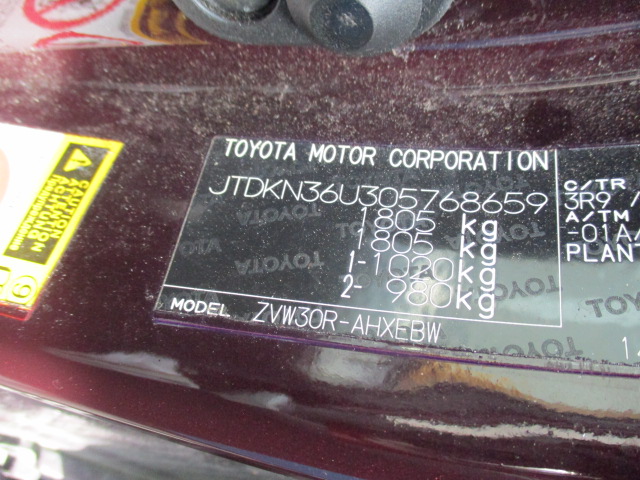 TOYOTA MOTOR CORPORATION
JTDKN36U305768659
1805 kg
1805 kg
1-1020kg
2- 980kg
MODEL ZVW30R-AHXEBW
C/TR
3R9 /
A/TM
-01A/
PLANT